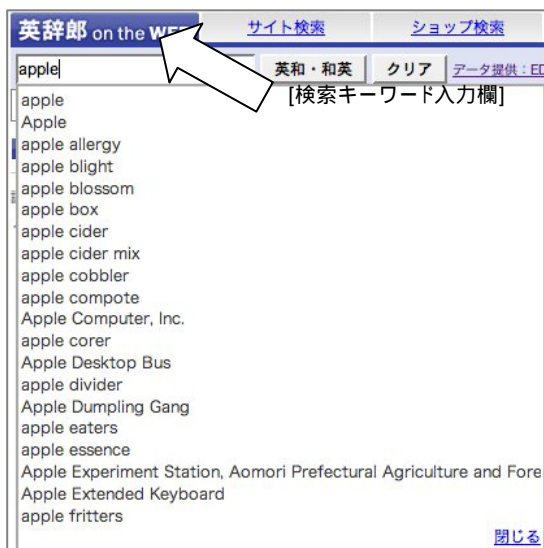 英辞郎 on the WEB サイト検索 ショップ検索
apple 英和・和英 クリア データ提供：ED
[検索キーワード入力欄]
apple
Apple
apple allergy
apple blight
apple blossom
apple box
apple cider
apple cider mix
apple cobbler
apple compote
Apple Computer, Inc.
apple corer
Apple Desktop Bus
apple divider
Apple Dumpling Gang
apple eaters
apple essence
Apple Experiment Station, Aomori Prefectural Agriculture and Fore
Apple Extended Keyboard
apple fritters
閉じる